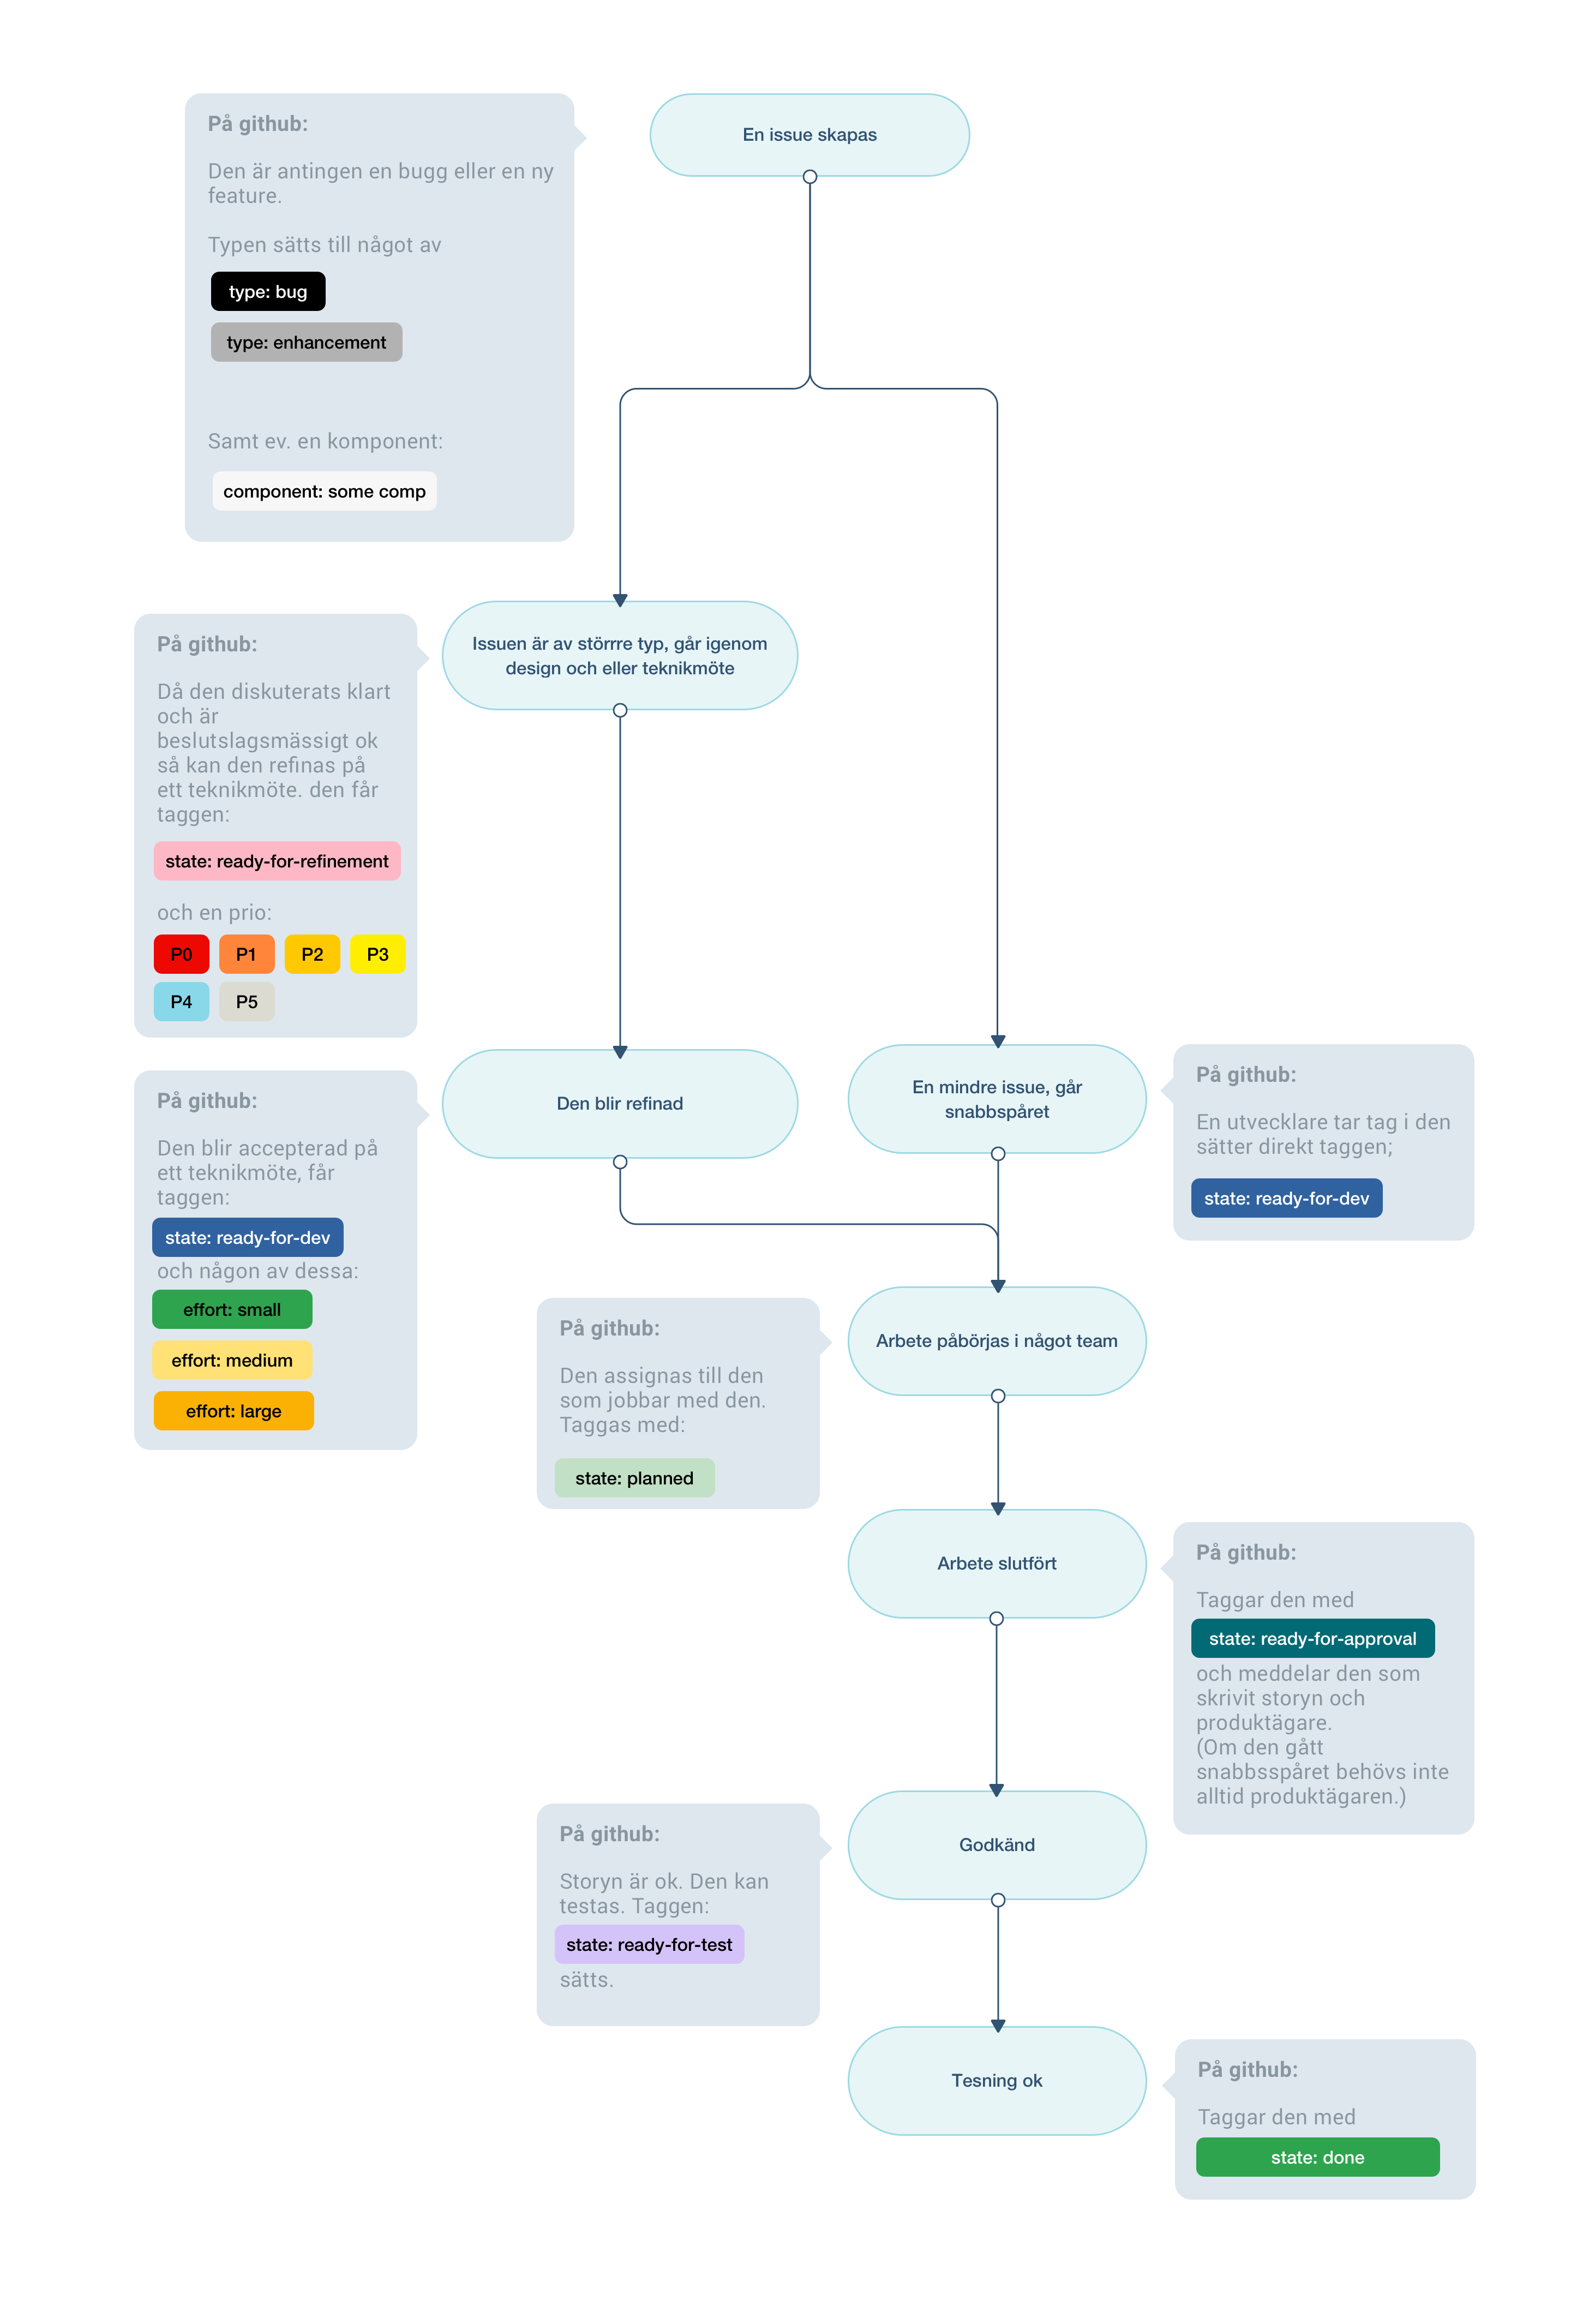 På github:
Den är antingen en bugg eller en ny
feature.
Typen sätts till något av
type: bug
type: enhancement
Samt ev. en komponent:
component: some comp
En issue skapas
På github:
Då den diskuterats klart
och är
beslutslagsmässigt ok
så kan den refinas på
ett teknikmöte. den får
taggen:
state: ready-for-refinement
och en prio:
P0 P1 P2 P3
P4 P5
Issuen är av störrre typ, går igenom
design och eller teknikmöte
På github:
Den blir accepterad på
ett teknikmöte, får
taggen:
state: ready-for-dev
och någon av dessa:
effort: small
effort: medium
effort: large
Den blir refinad
En mindre issue, går
snabbspåret
På github:
En utvecklare tar tag i den
sätter direkt taggen;
state: ready-for-dev
På github:
Den assignas till den
som jobbar med den.
Taggas med:
state: planned
Arbete påbörjas i något team
Arbete slutfört
På github:
Taggar den med
state: ready-for-approval
och meddelar den som
skrivit storyn och
produktägare.
(Om den gått
snabbsspåret behövs inte
alltid produktägaren.)
På github:
Storyn är ok. Den kan
testas. Taggen:
state: ready-for-test
sätts.
Godkänd
Tesning ok
På github:
Taggar den med
state: done